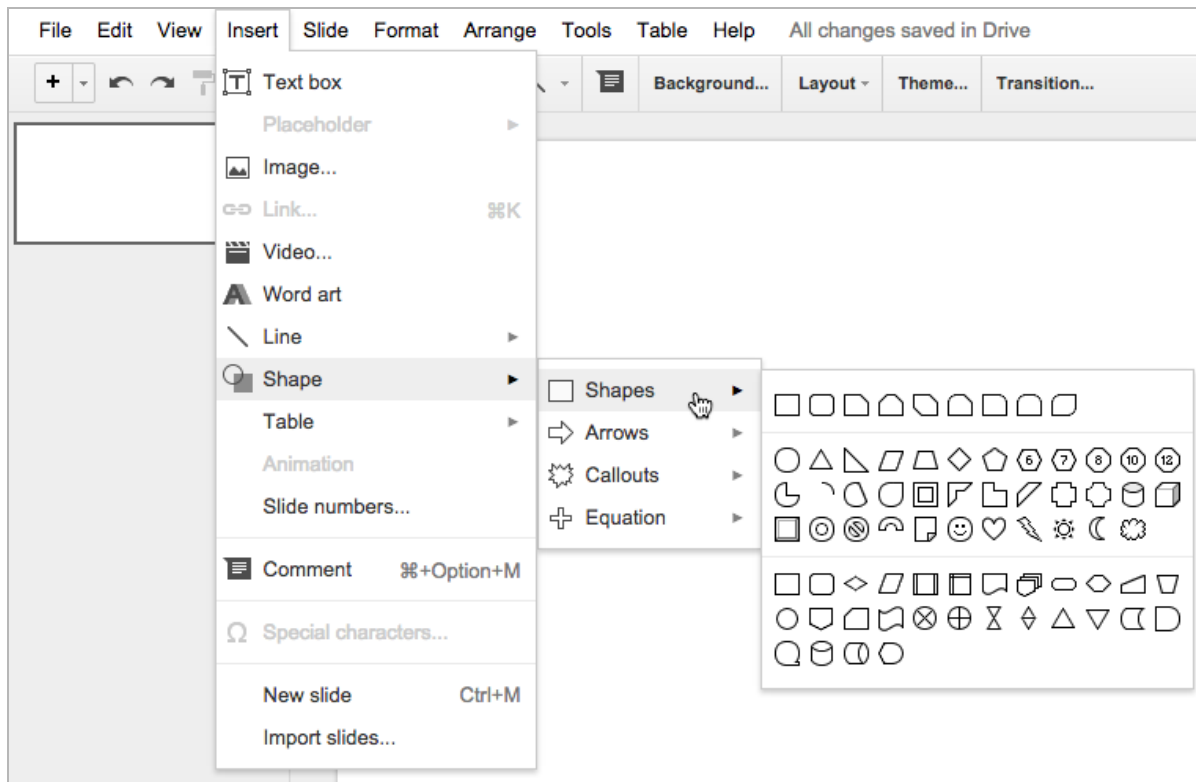 File Edit View Insert Slide Format Arrange Tools Table Help All changes saved in Drive
Background... Layout Theme... Transition...
Text box
Placeholder
Image...
Link... ⌘K
Video...
Word art
Line
Shape
Shapes
Table
Arrows
Animation
Callouts
Slide numbers...
Equation
6 7 8 10 12
Comment ⌘+Option+M
Special characters...
New slide Ctrl+M
Import slides...